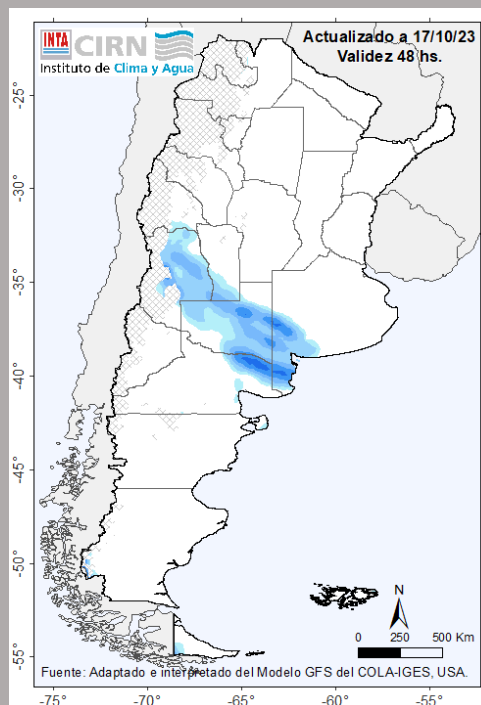 INTA CIRN
Instituto de Clima y Agua
Actualizado a 17/10/23
Validez 48 hs.
-25°
-30°
-35°
-40°
-45°
-50°
-55°
N
0 250 500 Km
Fuente: Adaptado e interpretado del Modelo GFS del COLA-IGES, USA.
-75° -70° -65° -60° -55°